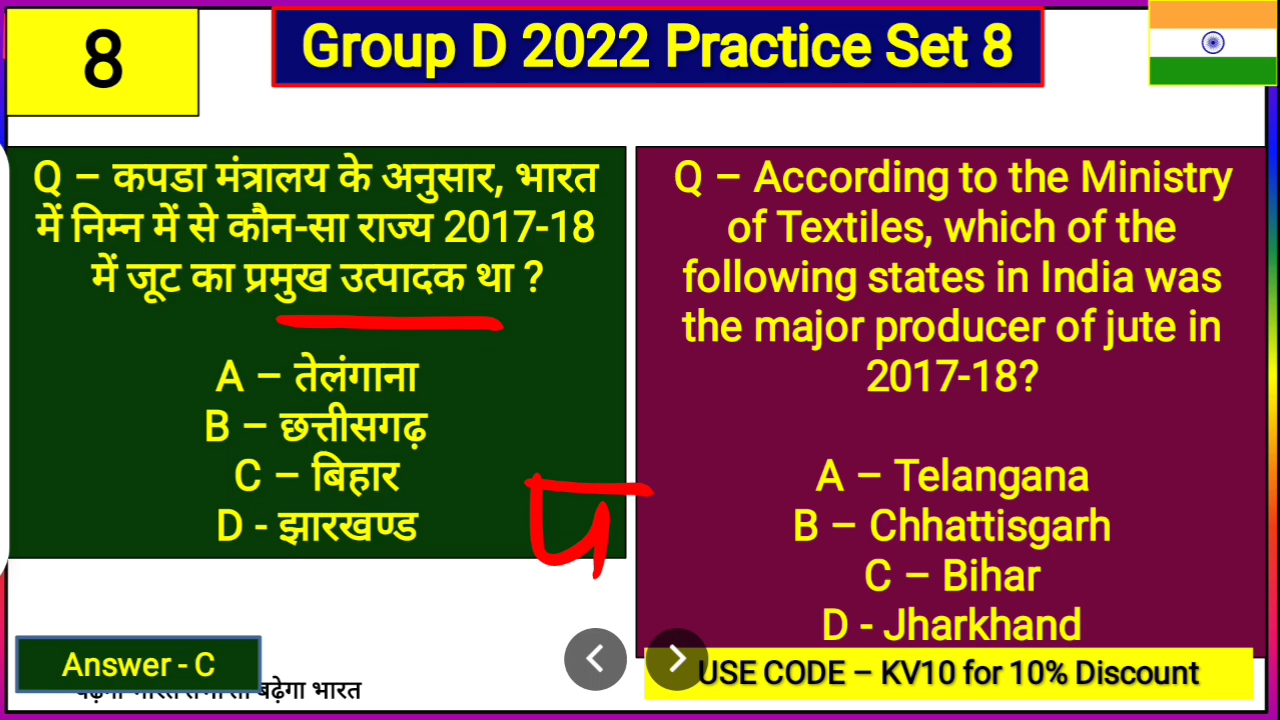 8
Group D 2022 Practice Set 8
Q – कपडा मंत्रालय के अनुसार, भारत
में निम्न में से कौन-सा राज्य 2017-18
में जूट का प्रमुख उत्पादक था ?
A – तेलंगाना
B – छत्तीसगढ़
C – बिहार
D - झारखण्ड
प
Q – According to the Ministry
of Textiles, which of the
following states in India was
the major producer of jute in
2017-18?
A – Telangana
B – Chhattisgarh
C – Bihar
D - Jharkhand
Answer - C
बढ़ेगा भारत
USE CODE – KV10 for 10% Discount